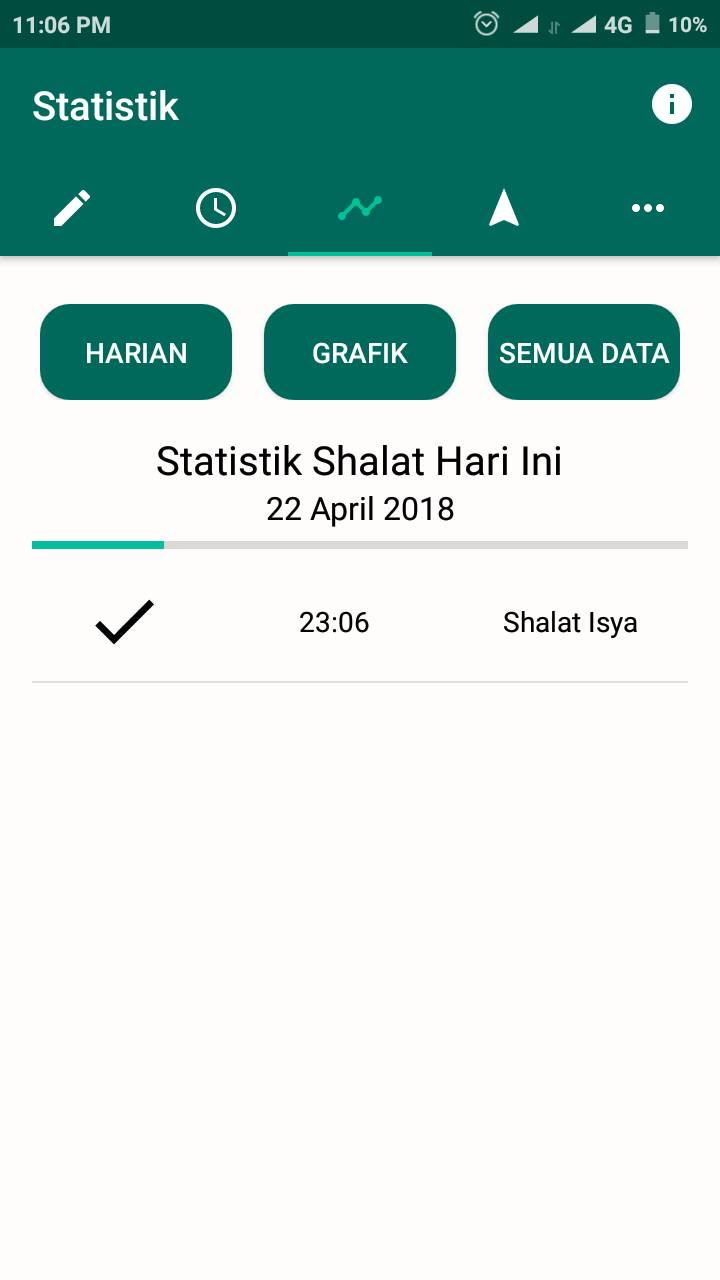 11:06 PM 4G 10%
Statistik
HARIAN GRAFIK SEMUA DATA
Statistik Shalat Hari Ini
22 April 2018
23:06 Shalat Isya